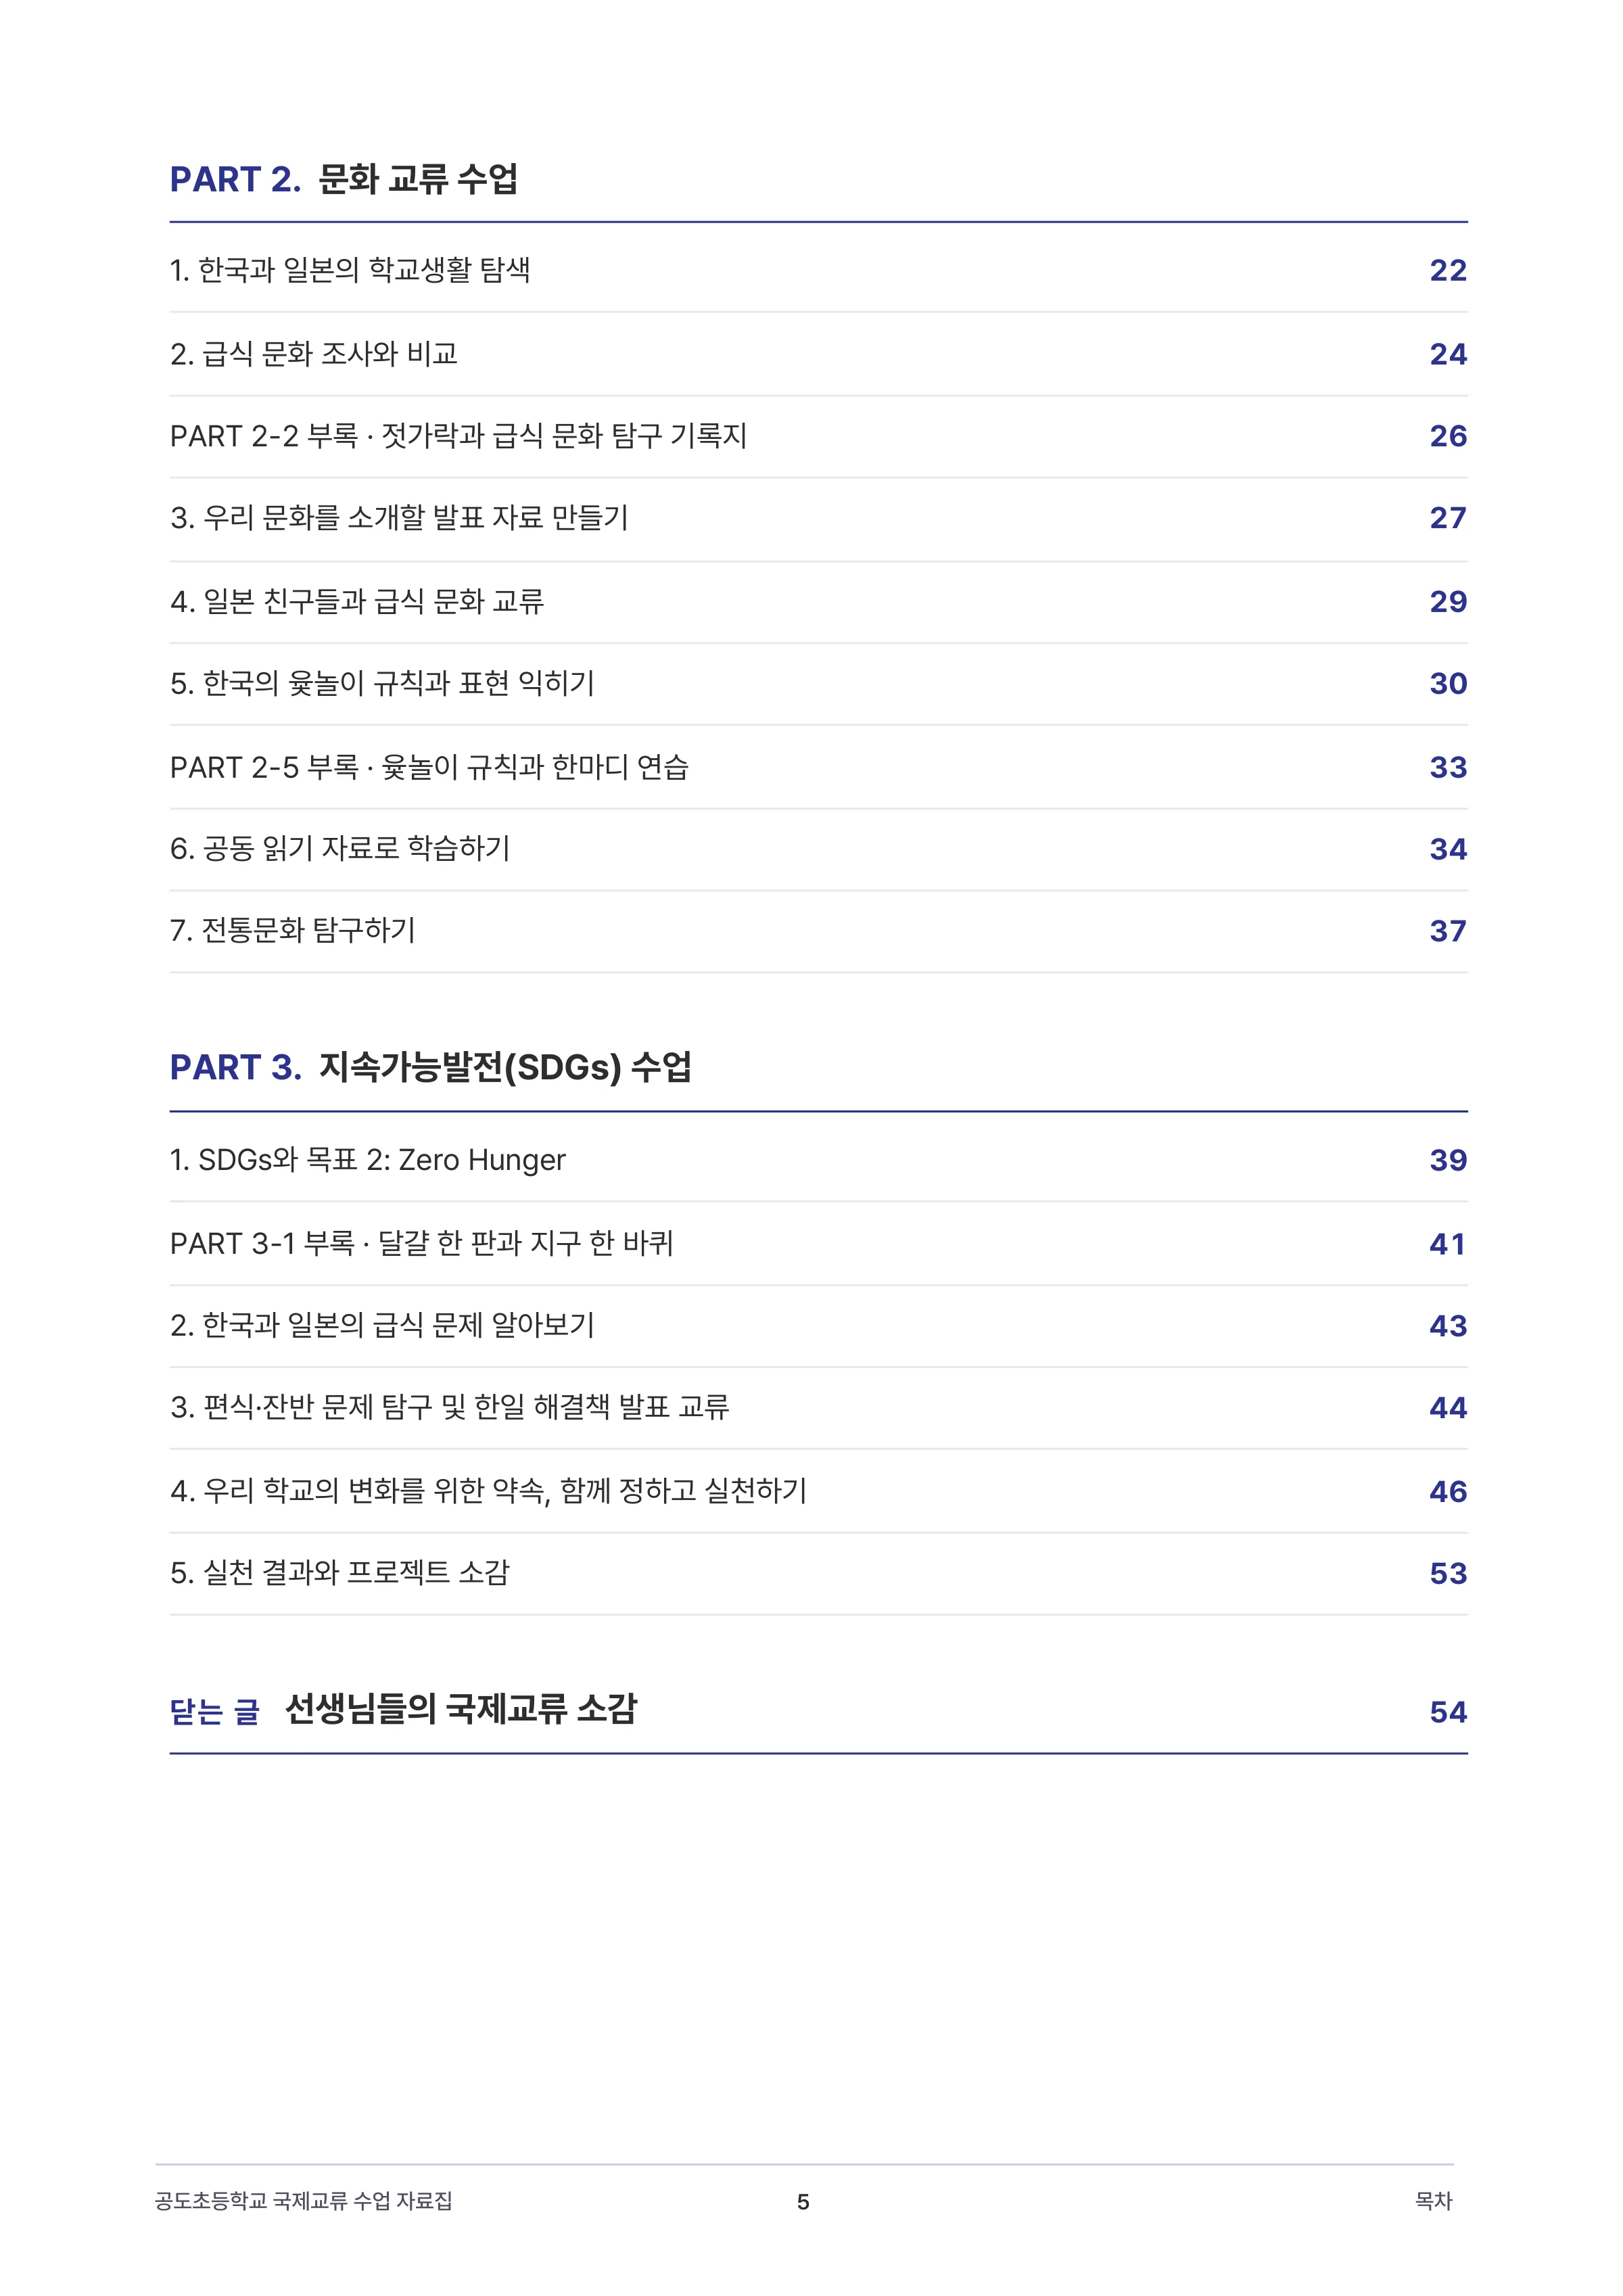 PART 2. 문화 교류 수업
1. 한국과 일본의 학교생활 탐색 22
2. 급식 문화 조사와 비교 24
PART 2-2 부록 · 젓가락과 급식 문화 탐구 기록지 26
3. 우리 문화를 소개할 발표 자료 만들기 27
4. 일본 친구들과 급식 문화 교류 29
5. 한국의 윷놀이 규칙과 표현 익히기 30
PART 2-5 부록 · 윷놀이 규칙과 한마디 연습 33
6. 공동 읽기 자료로 학습하기 34
7. 전통문화 탐구하기 37
PART 3. 지속가능발전(SDGs) 수업
1. SDGs와 목표 2: Zero Hunger 39
PART 3-1 부록 · 달걀 한 판과 지구 한 바퀴 41
2. 한국과 일본의 급식 문제 알아보기 43
3. 편식·잔반 문제 탐구 및 한일 해결책 발표 교류 44
4. 우리 학교의 변화를 위한 약속, 함께 정하고 실천하기 46
5. 실천 결과와 프로젝트 소감 53
닫는 글 선생님들의 국제교류 소감 54
공도초등학교 국제교류 수업 자료집 5 목차